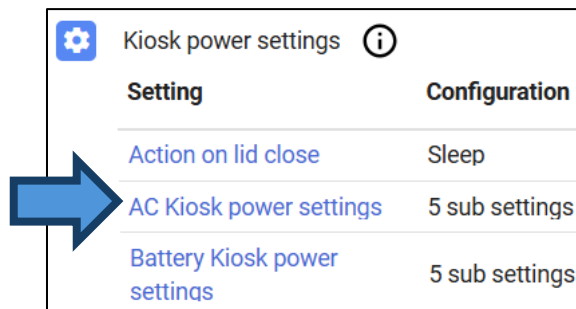 Kiosk power settings
Setting Configuration
Action on lid close Sleep
AC Kiosk power settings 5 sub settings
Battery Kiosk power
settings 5 sub settings